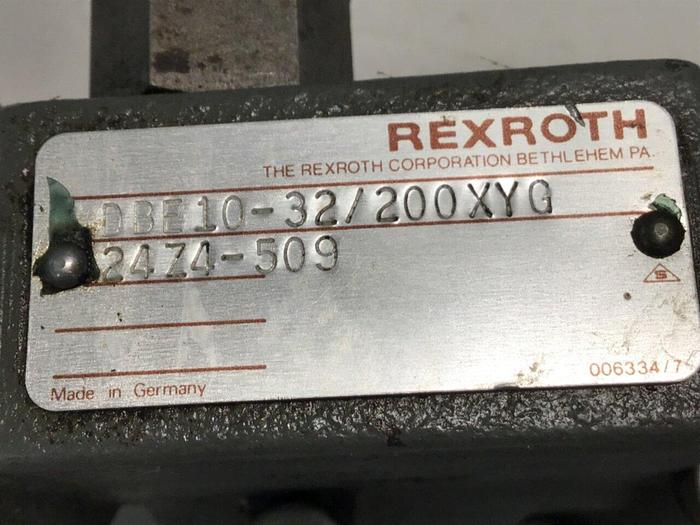 REXROTH
THE REXROTH CORPORATION BETHLEHEM PA.
DBE10-32/200XYG
24Z4-509
Made in Germany
006334/7